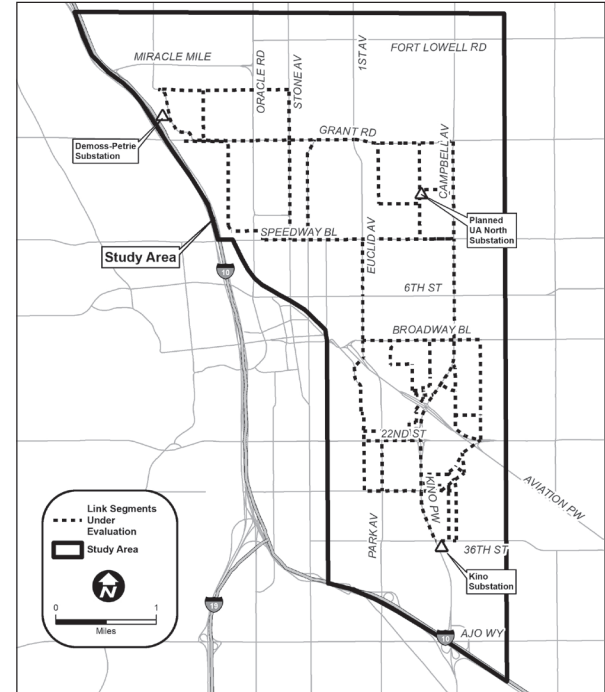 MIRACLE MILE
ORACLE RD
STONE AV
1ST AV
FORT LOWELL RD
GRANT RD
CAMPBELL AV
Demoss-Petrie
Substation
Planned
UA North
Substation
SPEEDWAY BL
EUCLID AV
Study Area
10
6TH ST
BROADWAY BL
22ND ST
KINO PW
AVIATION PW
PARK AV
36TH ST
Kino
Substation
AJO WY
10
19
Link Segments
Under
Evaluation
Study Area
N
0
1
Miles